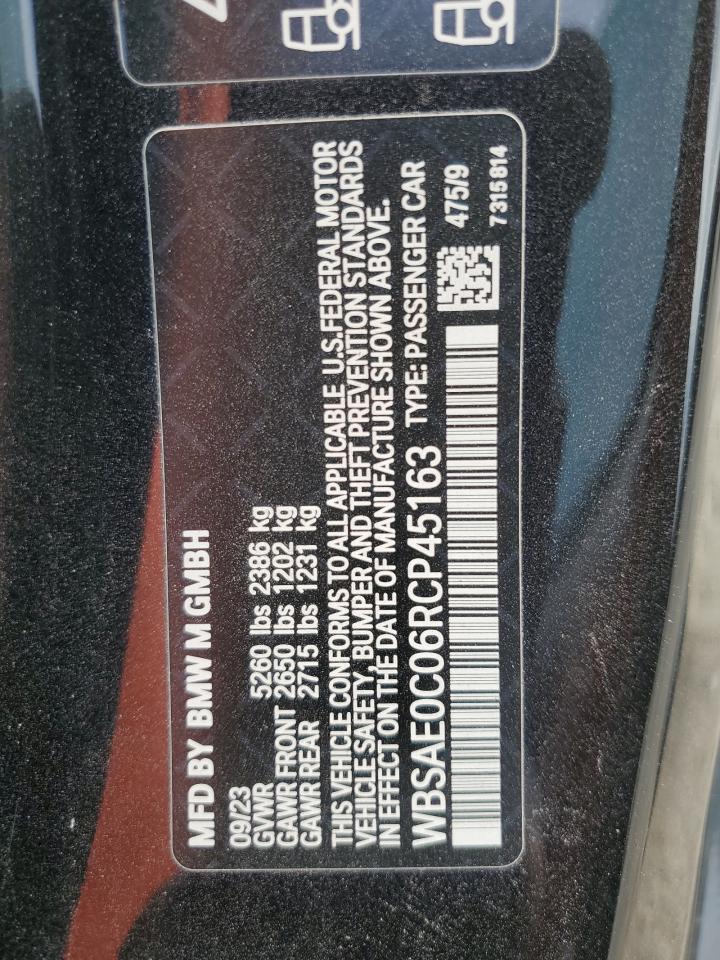 MFD BY BMW M GMBH
09/23
GVWR 5260 lbs 2386 kg
GAWR FRONT 2650 lbs 1202 kg
GAWR REAR 2715 lbs 1231 kg
THIS VEHICLE CONFORMS TO ALL APPLICABLE U.S.FEDERAL MOTOR
VEHICLE SAFETY, BUMPER AND THEFT PREVENTION STANDARDS
IN EFFECT ON THE DATE OF MANUFACTURE SHOWN ABOVE.
WBSAE0C06RCP45163 TYPE: PASSENGER CAR
475/9
7315814